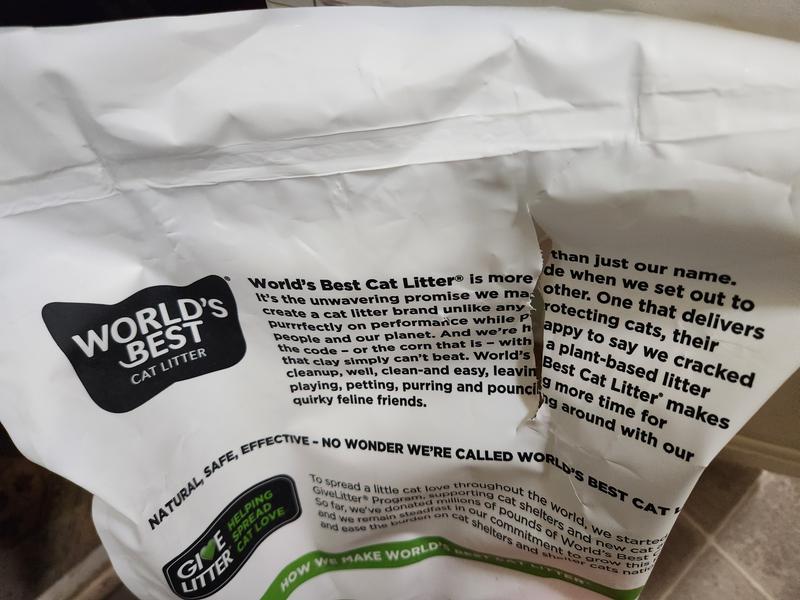 WORLD'S
BEST
CAT LITTER
World's Best Cat Litter® is more than just our name.
It's the unwavering promise we made when we set out to
create a cat litter brand unlike any other. One that delivers
purrrfectly on performance while protecting cats, their
people and our planet. And we're happy to say we cracked
the code – or the corn that is – with a plant-based litter
that clay simply can't beat. World's Best Cat Litter® makes
cleanup, well, clean-and easy, leaving more time for
playing, petting, purring and pouncing around with our
quirky feline friends.
NATURAL, SAFE, EFFECTIVE – NO WONDER WE'RE CALLED WORLD'S BEST CAT
GIVE
LITTER
HELPING
SPREAD
CAT LOVE
To spread a little cat love throughout the world, we started
GiveLitter® Program, supporting cat shelters and new cat
So far, we've donated millions of pounds of World's Best
and we remain steadfast in our commitment to grow this
and ease the burden on cat shelters and shelter cats
HOW WE MAKE WORLD'S BEST CAT LITTER